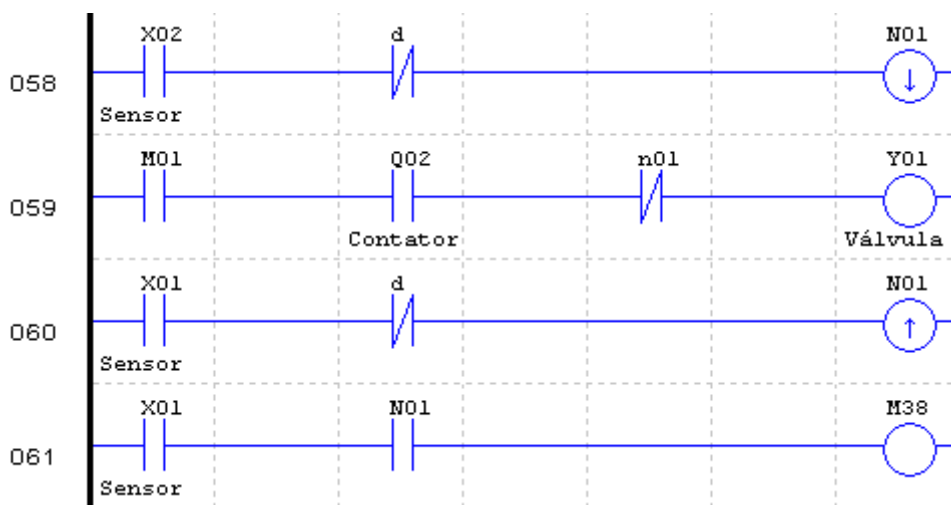 X02 d N01
058
Sensor
M01 Q02 n01 Y01
059
Contator Válvula
X01 d N01
060
Sensor
X01 N01 M38
061
Sensor